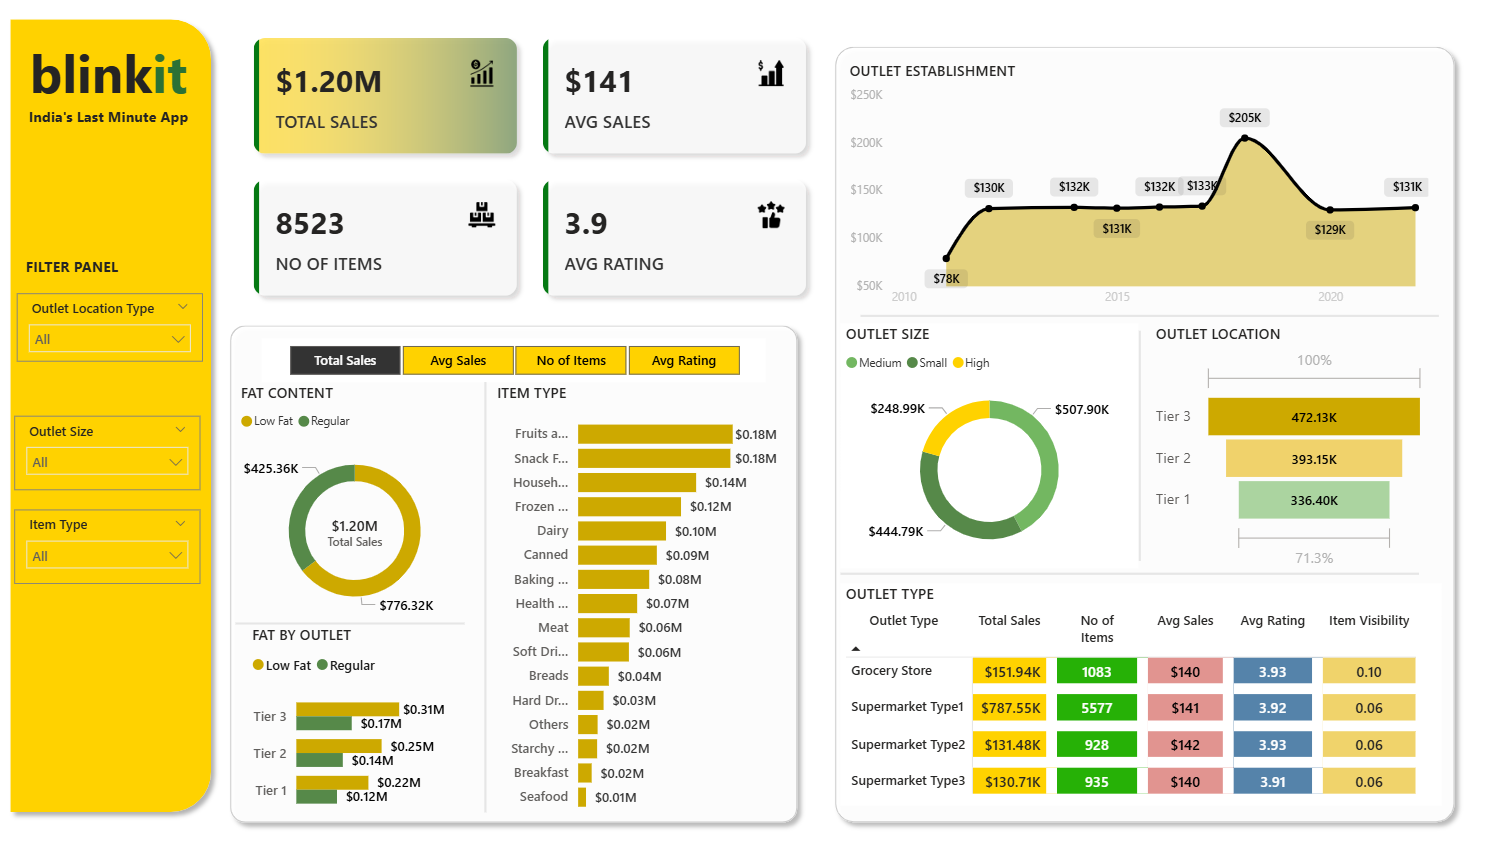 blinkit
India's Last Minute App
FILTER PANEL
Outlet Location Type
All
Outlet Size
All
Item Type
All
$1.20M
TOTAL SALES
$141
AVG SALES
8523
NO OF ITEMS
3.9
AVG RATING
Total Sales Avg Sales No of Items Avg Rating
FAT CONTENT
Low Fat Regular
$425.36K
$1.20M
Total Sales
$776.32K
FAT BY OUTLET
Low Fat Regular
Tier 3 $0.31M
$0.17M
Tier 2 $0.25M
$0.14M
Tier 1 $0.22M
$0.12M
ITEM TYPE
Fruits a... $0.18M
Snack F... $0.18M
Househ... $0.14M
Frozen ... $0.12M
Dairy $0.10M
Canned $0.09M
Baking ... $0.08M
Health ... $0.07M
Meat $0.06M
Soft Dri... $0.06M
Breads $0.04M
Hard Dr... $0.03M
Others $0.02M
Starchy ... $0.02M
Breakfast $0.02M
Seafood $0.01M
OUTLET ESTABLISHMENT
$250K
$200K
$150K
$100K
$50K
$78K
$130K
$132K
$131K
$132K
$133K
$205K
$129K
$131K
2010 2015 2020
OUTLET SIZE
Medium Small High
$248.99K
$507.90K
$444.79K
OUTLET LOCATION
100%
Tier 3 472.13K
Tier 2 393.15K
Tier 1 336.40K
71.3%
OUTLET TYPE
Outlet Type Total Sales No of Items Avg Sales Avg Rating Item Visibility
Grocery Store $151.94K 1083 $140 3.93 0.10
Supermarket Type1 $787.55K 5577 $141 3.92 0.06
Supermarket Type2 $131.48K 928 $142 3.93 0.06
Supermarket Type3 $130.71K 935 $140 3.91 0.06